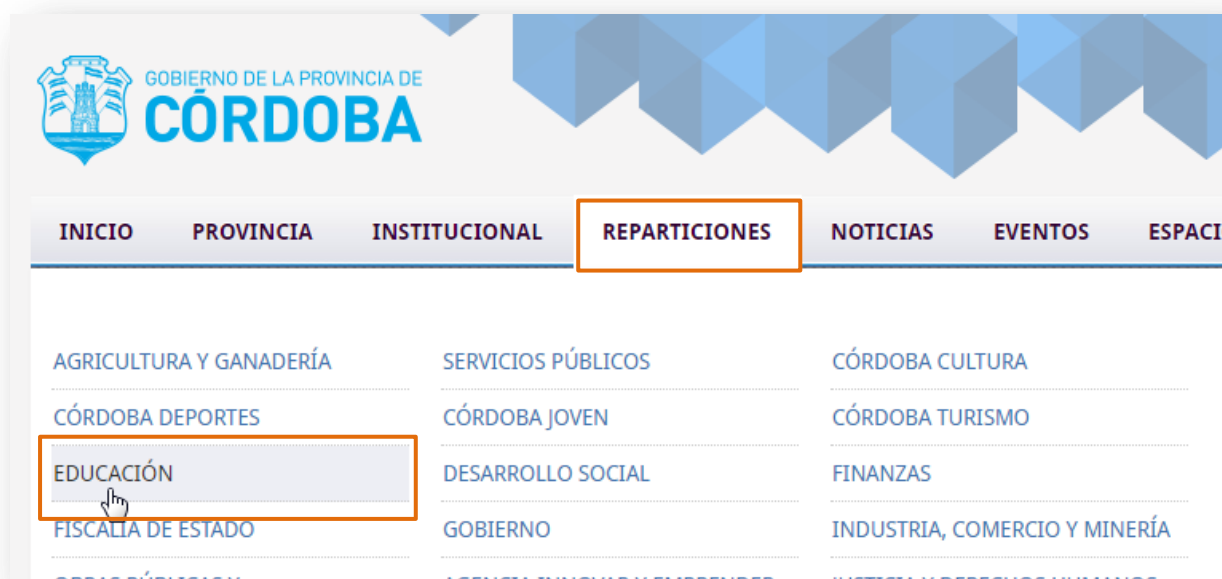 GOBIERNO DE LA PROVINCIA DE
CÓRDOBA
INICIO PROVINCIA INSTITUCIONAL REPARTICIONES NOTICIAS EVENTOS
AGRICULTURA Y GANADERÍA SERVICIOS PÚBLICOS CÓRDOBA CULTURA
CÓRDOBA DEPORTES CÓRDOBA JOVEN CÓRDOBA TURISMO
EDUCACIÓN DESARROLLO SOCIAL FINANZAS
FISCALÍA DE ESTADO GOBIERNO INDUSTRIA, COMERCIO Y MINERÍA